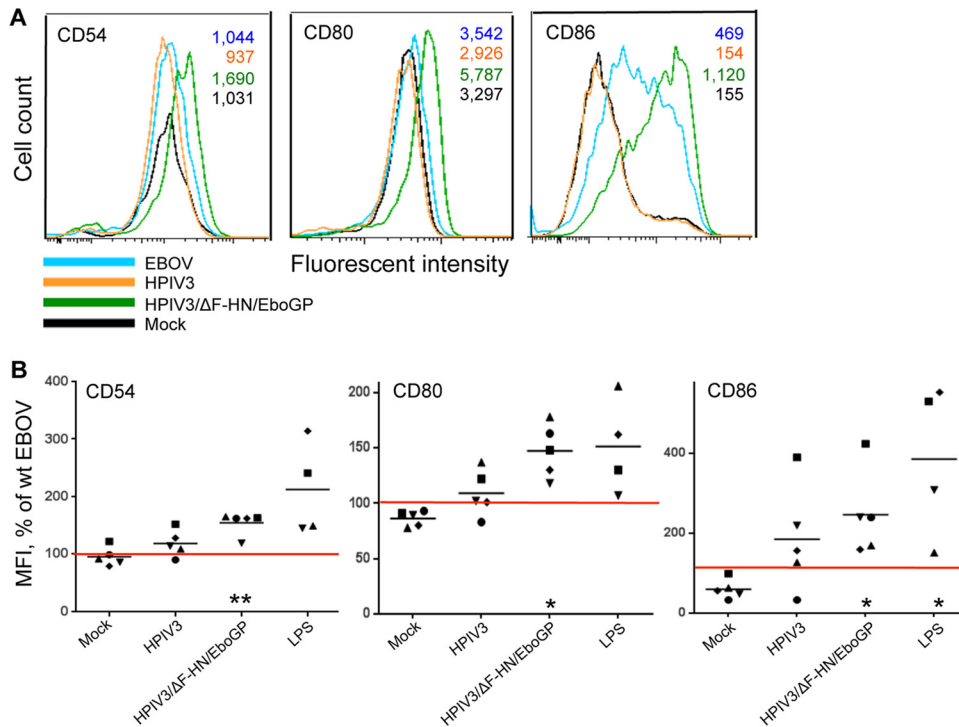 A
CD54
1,044
937
1,690
1,031
CD80
3,542
2,926
5,787
3,297
CD86
469
154
1,120
155
Cell count
Fluorescent intensity
EBOV
HPIV3
HPIV3/ΔF-HN/EboGP
Mock
B
MFI, % of wt EBOV
CD54
400
300
200
100
0
**
Mock
HPIV3
HPIV3/ΔF-HN/EboGP
LPS
CD80
200
150
100
50
0
*
Mock
HPIV3
HPIV3/ΔF-HN/EboGP
LPS
CD86
400
200
0
*
*
Mock
HPIV3
HPIV3/ΔF-HN/EboGP
LPS